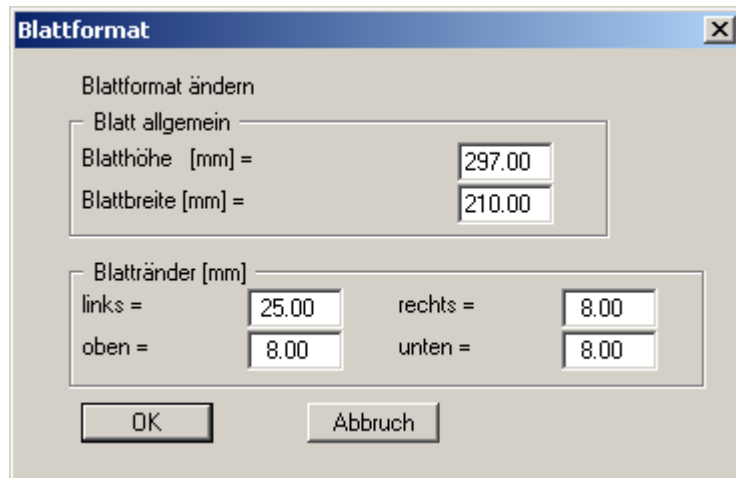 Blattformat
Blattformat ändern
Blatt allgemein
Blatthöhe [mm] = 297.00
Blattbreite [mm] = 210.00
Blattränder [mm]
links = 25.00 rechts = 8.00
oben = 8.00 unten = 8.00
OK Abbruch